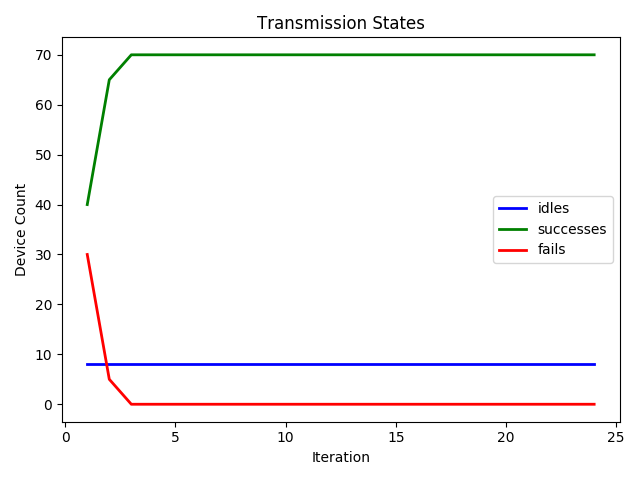 Transmission States
Device Count
70
60
50
40
30
20
10
0
idles
successes
fails
0 5 10 15 20 25
Iteration